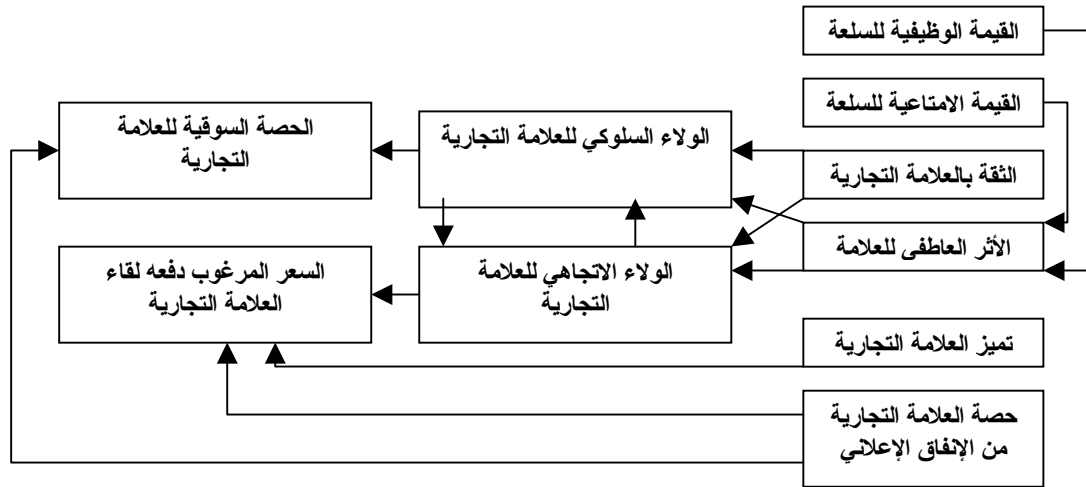 القيمة الوظيفية للسلعة
القيمة الامتاعية للسلعة
الثقة بالعلامة التجارية
الأثر العاطفى للعلامة
تميز العلامة التجارية
حصة العلامة التجارية
من الإنفاق الإعلاني
الولاء السلوكي للعلامة التجارية
الولاء الاتجاهي للعلامة
التجارية
الحصة السوقية للعلامة
التجارية
السعر المرغوب دفعه لقاء
العلامة التجارية